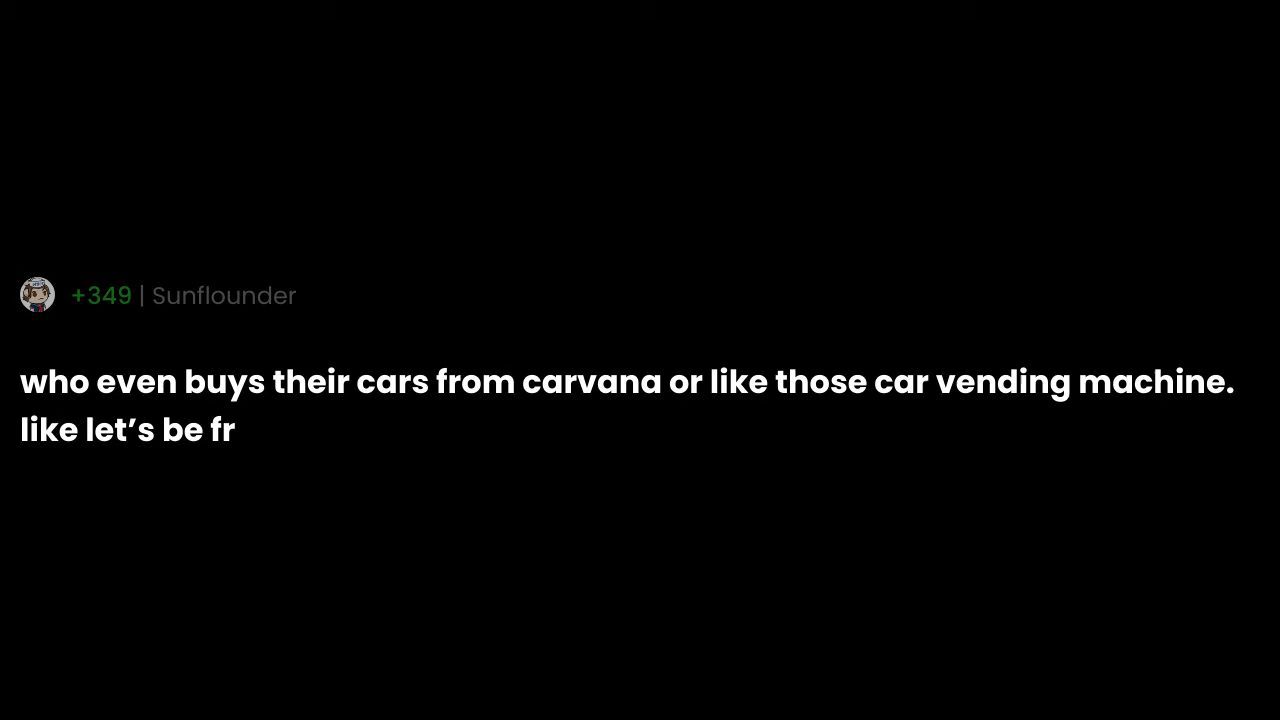 +349 | Sunflounder
who even buys their cars from carvana or like those car vending machine.
like let’s be fr